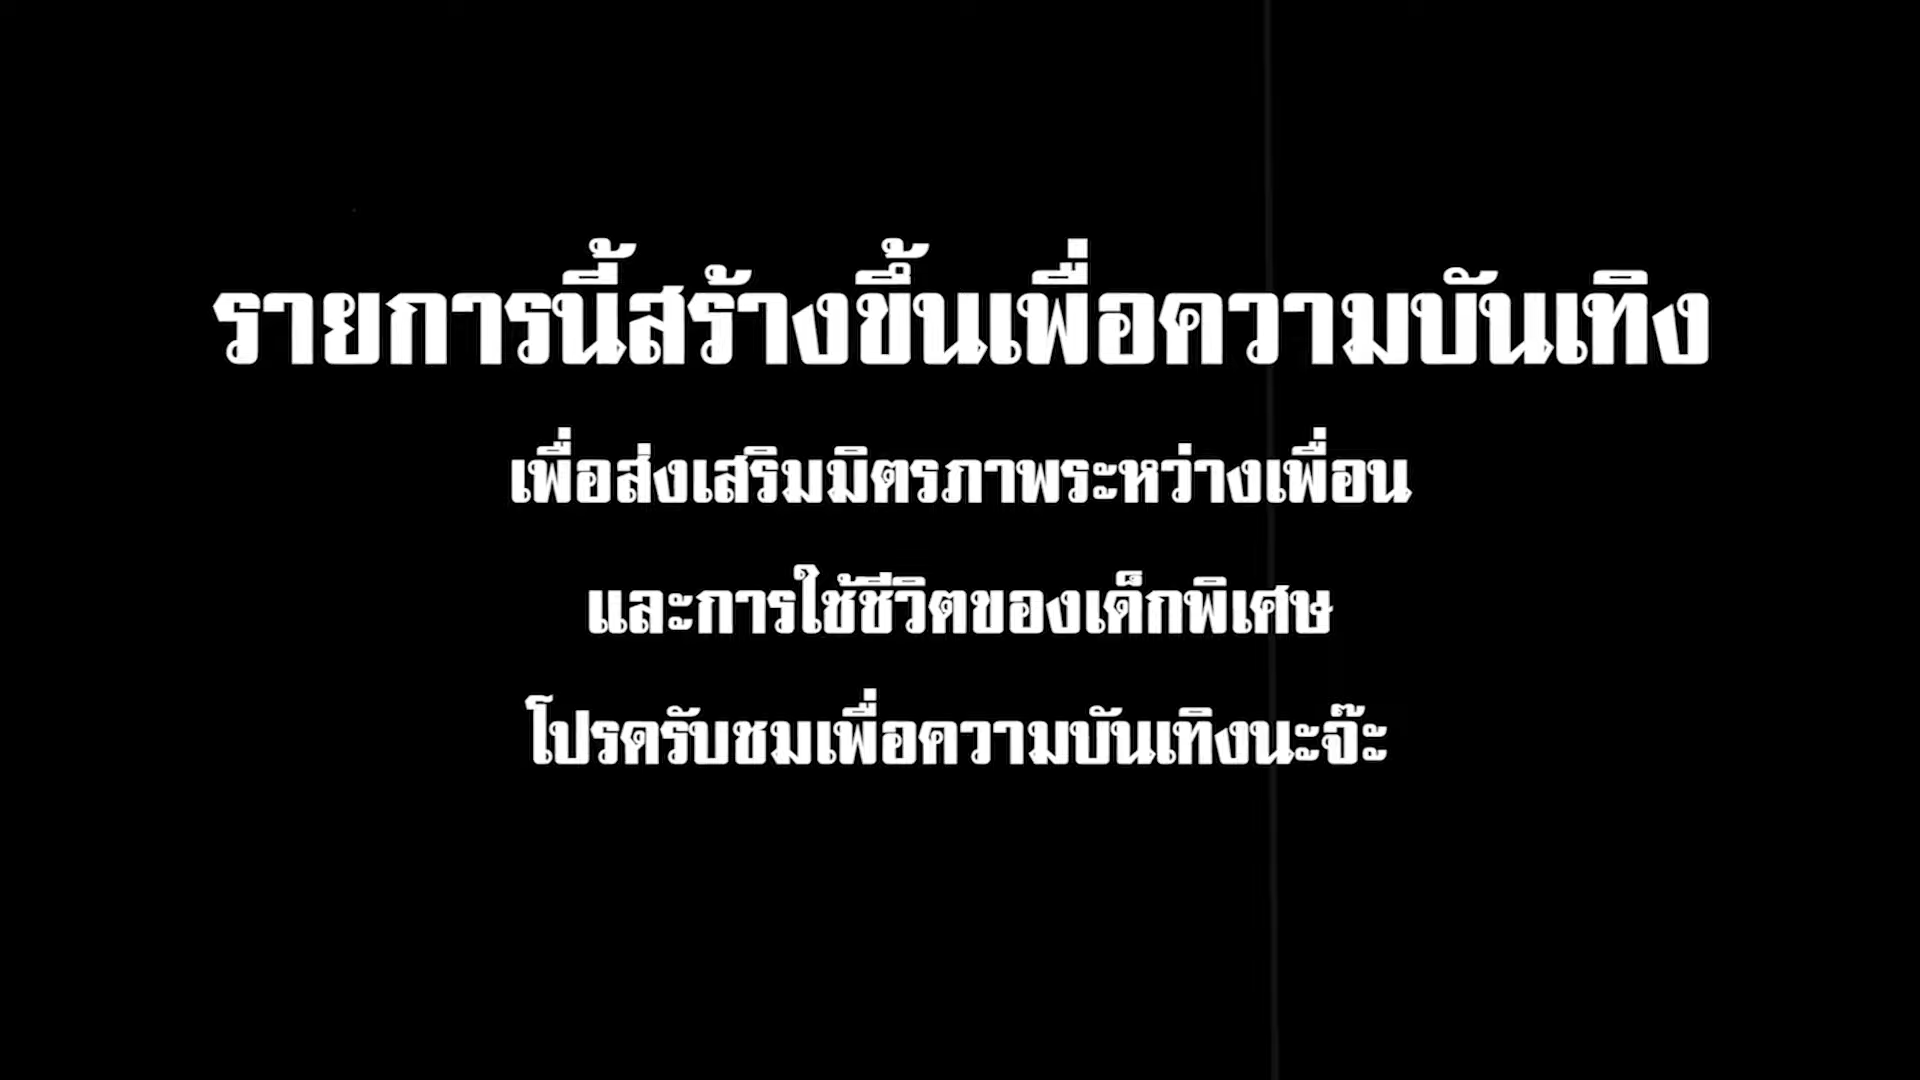 รายการนี้สร้างขึ้นเพื่อความบันเทิง
เพื่อส่งเสริมมิตรภาพระหว่างเพื่อน
และการใช้ชีวิตของเด็กพิเศษ
โปรดรับชมเพื่อความบันเทิงนะจ๊ะ